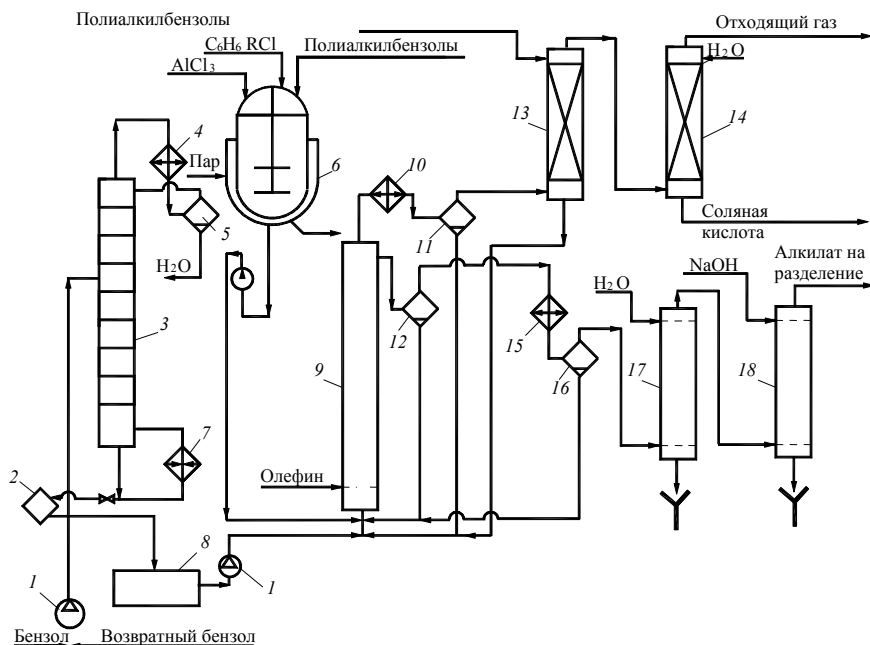 Полиалкилбензолы
C₆H₆ RCl
Полиалкилбензолы
AlCl₃
Отходящий газ
H₂O
13
14
4
Пар
6
10
5
11
Соляная
кислота
H₂O
NaOH
Алкилат на
разделение
H₂O
3
12
15
9
16
17
18
7
Олефин
2
8
1
1
Бензол
Возвратный бензол